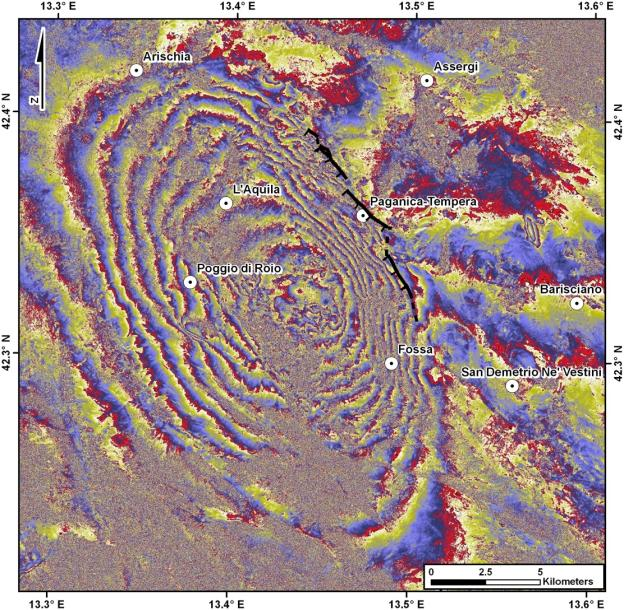 13.3° E 13.4° E 13.5° E 13.6° E
Arischia
Assergi
N
42.4° N 42.4° N
L'Aquila
Paganica-Tempera
Poggio di Roio
Barisciano
42.3° N 42.3° N
Fossa
San Demetrio Ne' Vestini
0 2.5 5
Kilometers
13.3° E 13.4° E 13.5° E 13.6° E